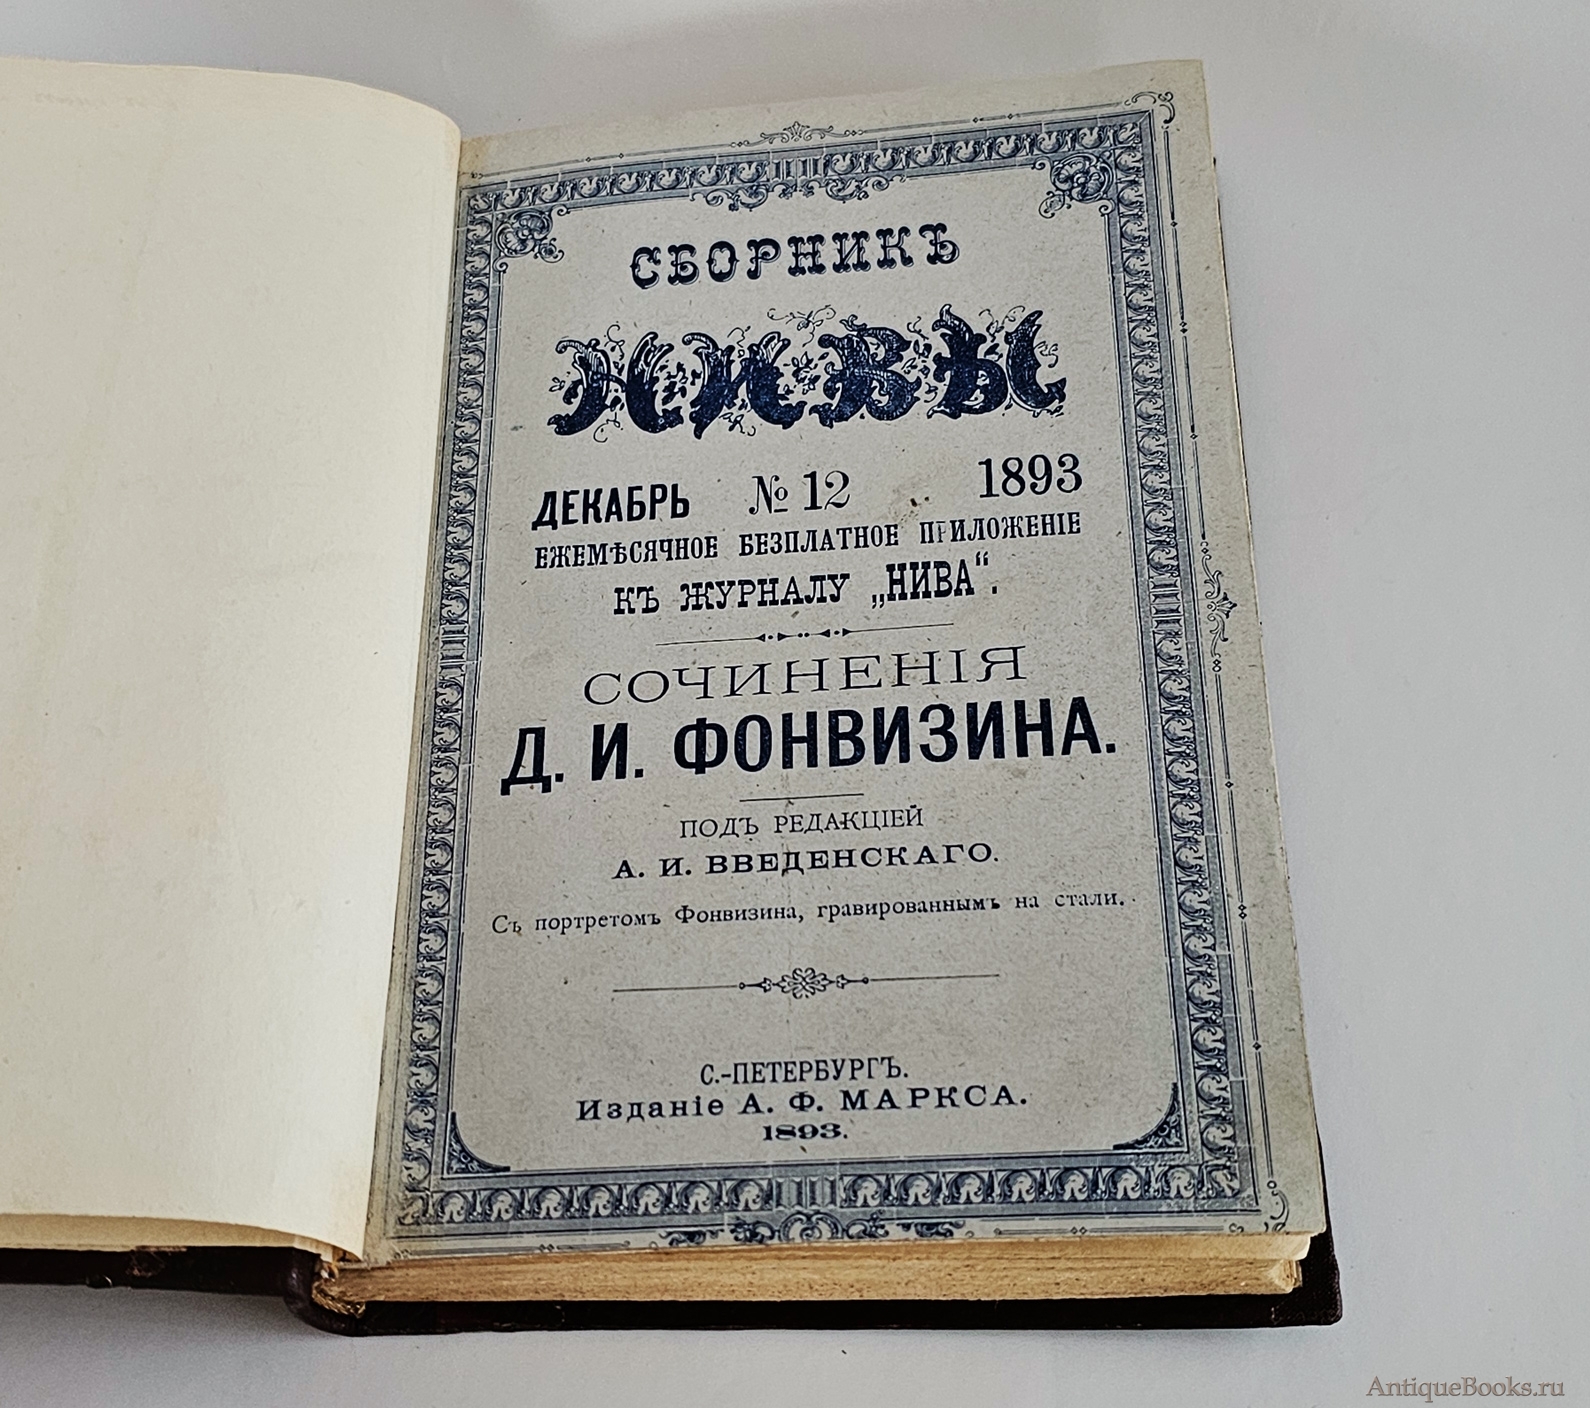 СБОРНИКЪ
НИВЫ
ДЕКАБРЬ № 12 1893
ЕЖЕМѢСЯЧНОЕ БЕЗПЛАТНОЕ ПРИЛОЖЕНІЕ
КЪ ЖУРНАЛУ „НИВА“.
СОЧИНЕНІЯ
Д. И. ФОНВИЗИНА.
ПОДЪ РЕДАКЦІЕЙ
А. И. ВВЕДЕНСКАГО.
Съ портретомъ Фонвизина, гравированнымъ на стали.
С.-ПЕТЕРБУРГЪ.
Изданіе А. Ф. МАРКСА.
1893.
AntiqueBooks.ru